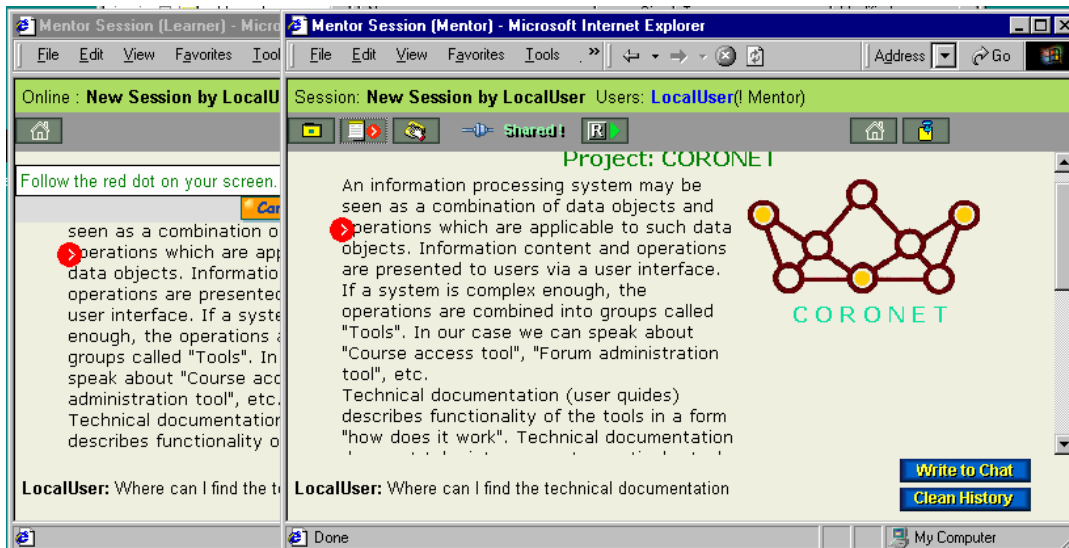 Mentor Session (Learner) - Micro
File Edit View Favorites Tool
Online : New Session by LocalU
Follow the red dot on your screen.
seen as a combination o
operations which are app
data objects. Informatio
operations are presented
user interface. If a syste
enough, the operations a
groups called "Tools". In
speak about "Course acc
administration tool", etc.
Technical documentation
describes functionality o
LocalUser: Where can I find the te
Mentor Session (Mentor) - Microsoft Internet Explorer
File Edit View Favorites Tools » Address Go
Session: New Session by LocalUser Users: LocalUser(! Mentor)
Shared! R
Project: CORONET
An information processing system may be
seen as a combination of data objects and
operations which are applicable to such data
objects. Information content and operations
are presented to users via a user interface.
If a system is complex enough, the
operations are combined into groups called
"Tools". In our case we can speak about
"Course access tool", "Forum administration
tool", etc.
Technical documentation (user quides)
describes functionality of the tools in a form
"how does it work". Technical documentation
CORONET
Write to Chat
LocalUser: Where can I find the technical documentation
Clean History
Done My Computer